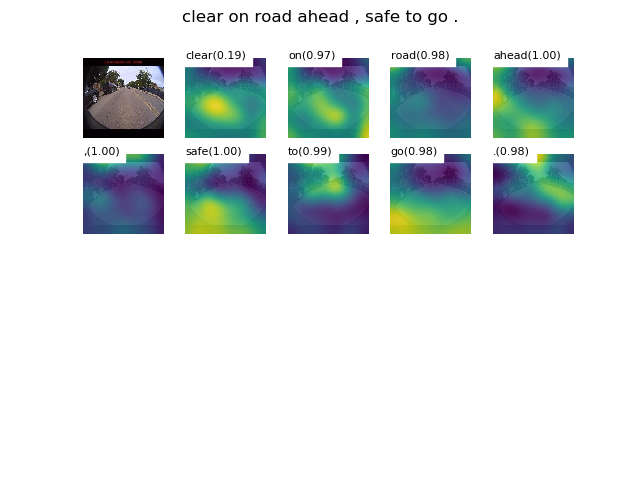 clear on road ahead , safe to go .
clear(0.19) on(0.97) road(0.98) ahead(1.00)
,(1.00) safe(1.00) to(0.99) go(0.98) .(0.98)